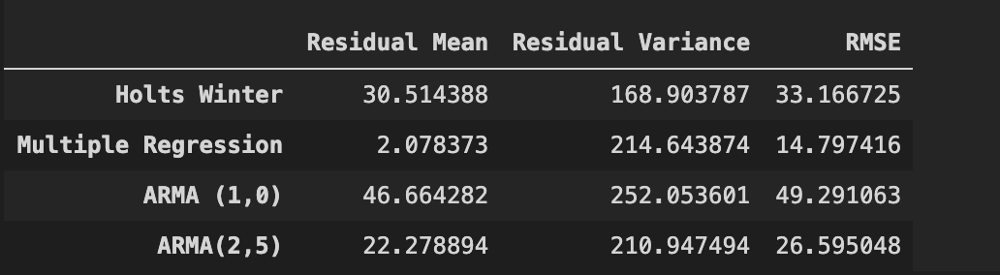 Residual Mean Residual Variance RMSE
Holts Winter 30.514388 168.903787 33.166725
Multiple Regression 2.078373 214.643874 14.797416
ARMA (1,0) 46.664282 252.053601 49.291063
ARMA(2,5) 22.278894 210.947494 26.595048